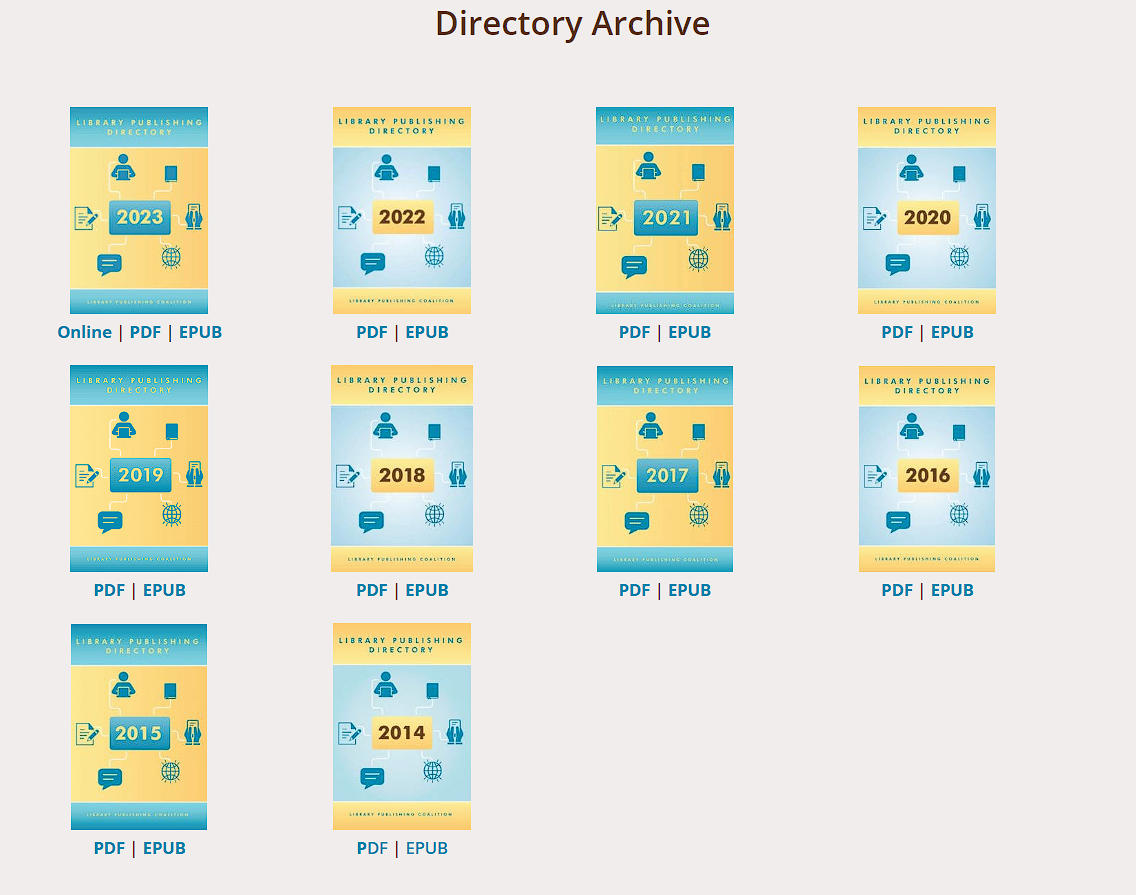 Directory Archive
LIBRARY PUBLISHING
DIRECTORY
2023
LIBRARY PUBLISHING COALITION
Online | PDF | EPUB
LIBRARY PUBLISHING
DIRECTORY
2022
LIBRARY PUBLISHING COALITION
PDF | EPUB
LIBRARY PUBLISHING
DIRECTORY
2021
LIBRARY PUBLISHING COALITION
PDF | EPUB
LIBRARY PUBLISHING
DIRECTORY
2020
LIBRARY PUBLISHING COALITION
PDF | EPUB
LIBRARY PUBLISHING
DIRECTORY
2019
LIBRARY PUBLISHING COALITION
PDF | EPUB
LIBRARY PUBLISHING
DIRECTORY
2018
LIBRARY PUBLISHING COALITION
PDF | EPUB
LIBRARY PUBLISHING
DIRECTORY
2017
LIBRARY PUBLISHING COALITION
PDF | EPUB
LIBRARY PUBLISHING
DIRECTORY
2016
LIBRARY PUBLISHING COALITION
PDF | EPUB
LIBRARY PUBLISHING
DIRECTORY
2015
LIBRARY PUBLISHING COALITION
PDF | EPUB
LIBRARY PUBLISHING
DIRECTORY
2014
LIBRARY PUBLISHING COALITION
PDF | EPUB